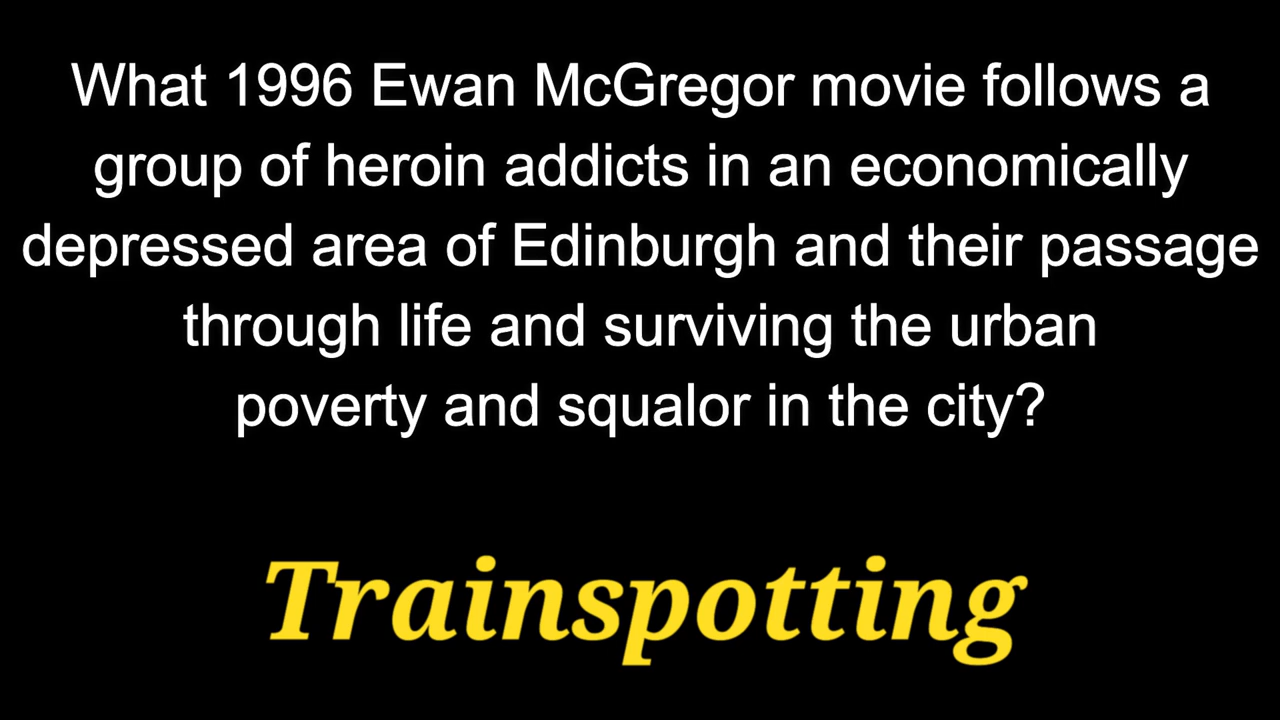 What 1996 Ewan McGregor movie follows a
group of heroin addicts in an economically
depressed area of Edinburgh and their passage
through life and surviving the urban
poverty and squalor in the city?
Trainspotting